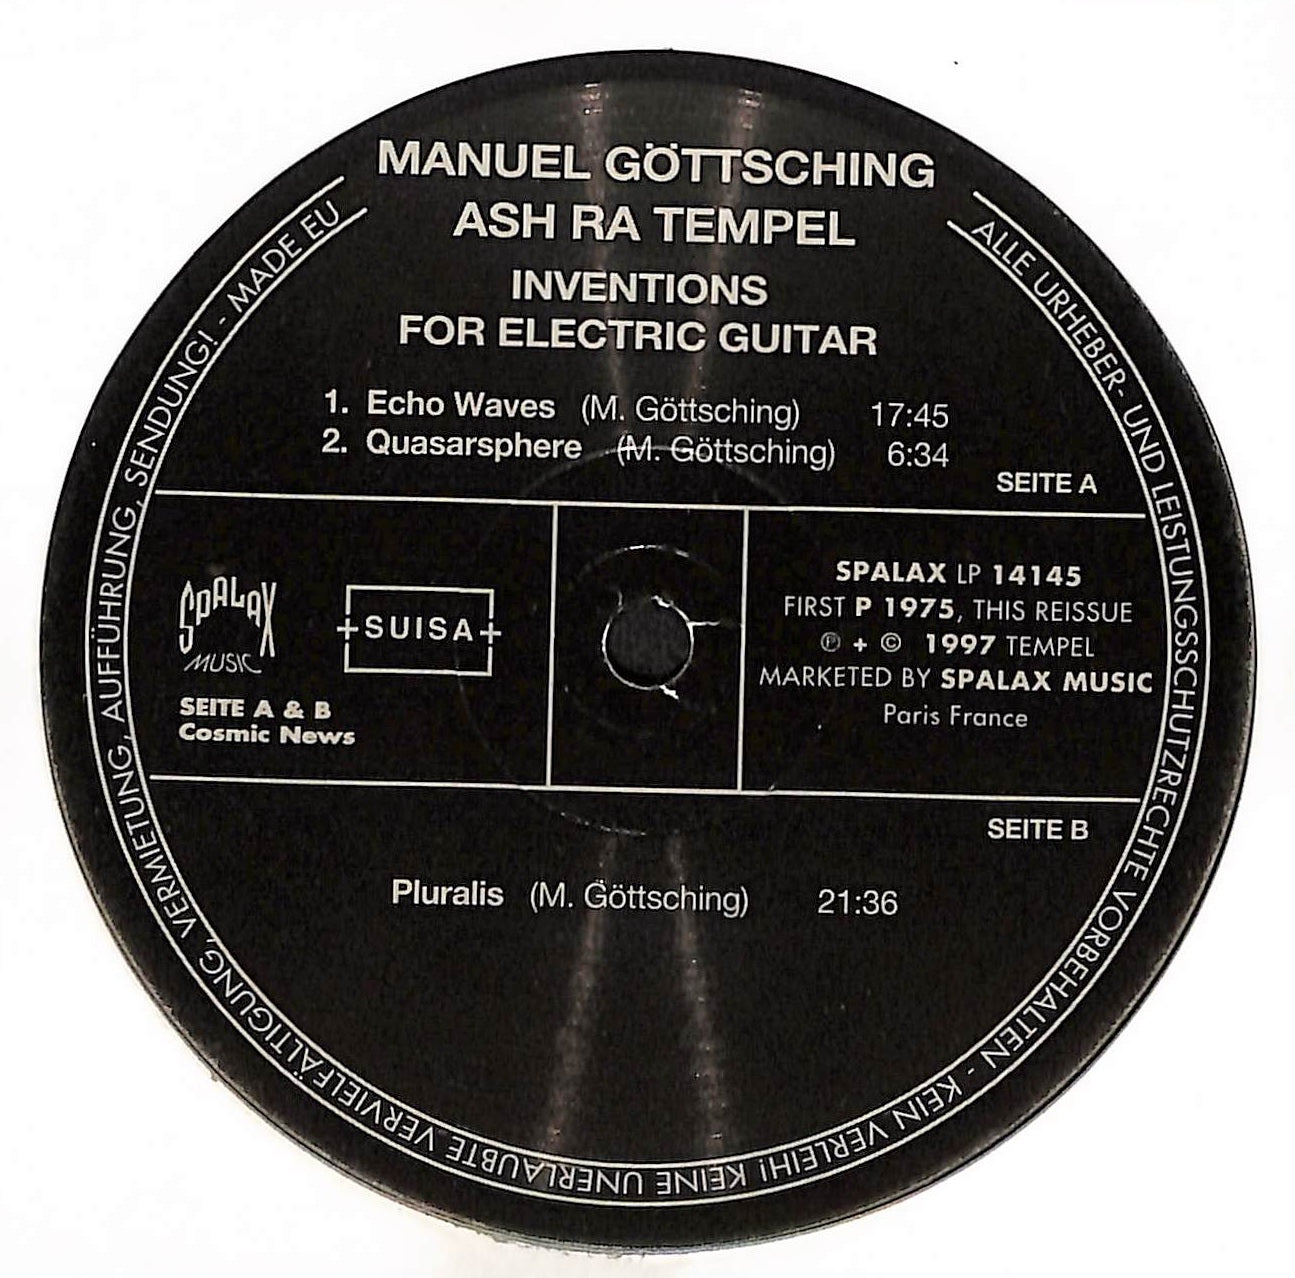 MANUEL GÖTTSCHING
ASH RA TEMPEL
INVENTIONS
FOR ELECTRIC GUITAR
1. Echo Waves (M. Göttsching) 17:45
2. Quasarsphere (M. Göttsching) 6:34
SEITE A
SPALAX
MUSIC
SUISA
SEITE A & B
Cosmic News
SPALAX LP 14145
FIRST P 1975, THIS REISSUE
℗ + © 1997 TEMPEL
MARKETED BY SPALAX MUSIC
Paris France
SEITE B
Pluralis (M. Göttsching) 21:36
ALLE URHEBER- UND LEISTUNGSSCHUTZRECHTE VORBEHALTEN - KEIN VERLEIH! KEINE UNERLAUBTE VERVIELFÄLTIGUNG, VERMIETUNG, AUFFÜHRUNG, SENDUNG! - MADE EU